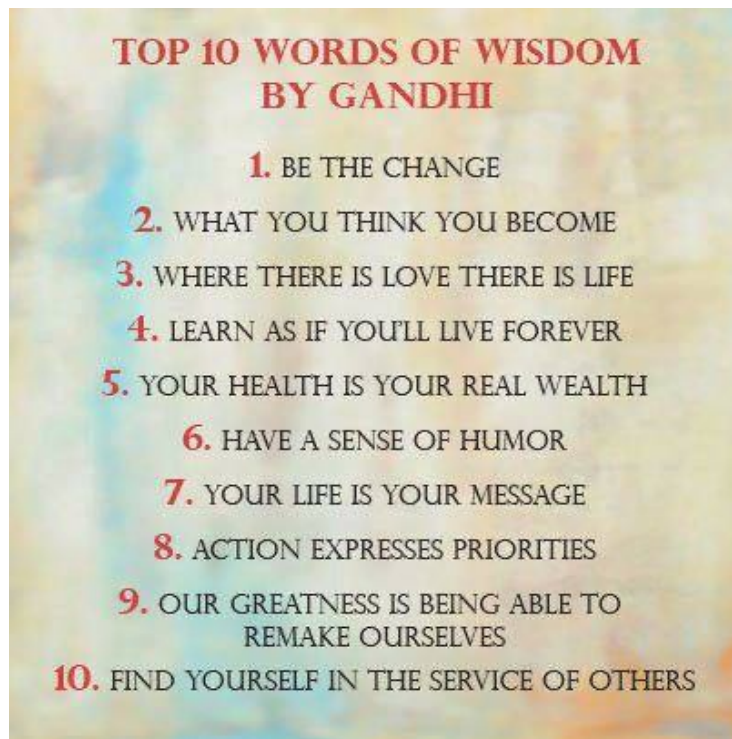 TOP 10 WORDS OF WISDOM
BY GANDHI
1. BE THE CHANGE
2. WHAT YOU THINK YOU BECOME
3. WHERE THERE IS LOVE THERE IS LIFE
4. LEARN AS IF YOU'LL LIVE FOREVER
5. YOUR HEALTH IS YOUR REAL WEALTH
6. HAVE A SENSE OF HUMOR
7. YOUR LIFE IS YOUR MESSAGE
8. ACTION EXPRESSES PRIORITIES
9. OUR GREATNESS IS BEING ABLE TO
REMAKE OURSELVES
10. FIND YOURSELF IN THE SERVICE OF OTHERS